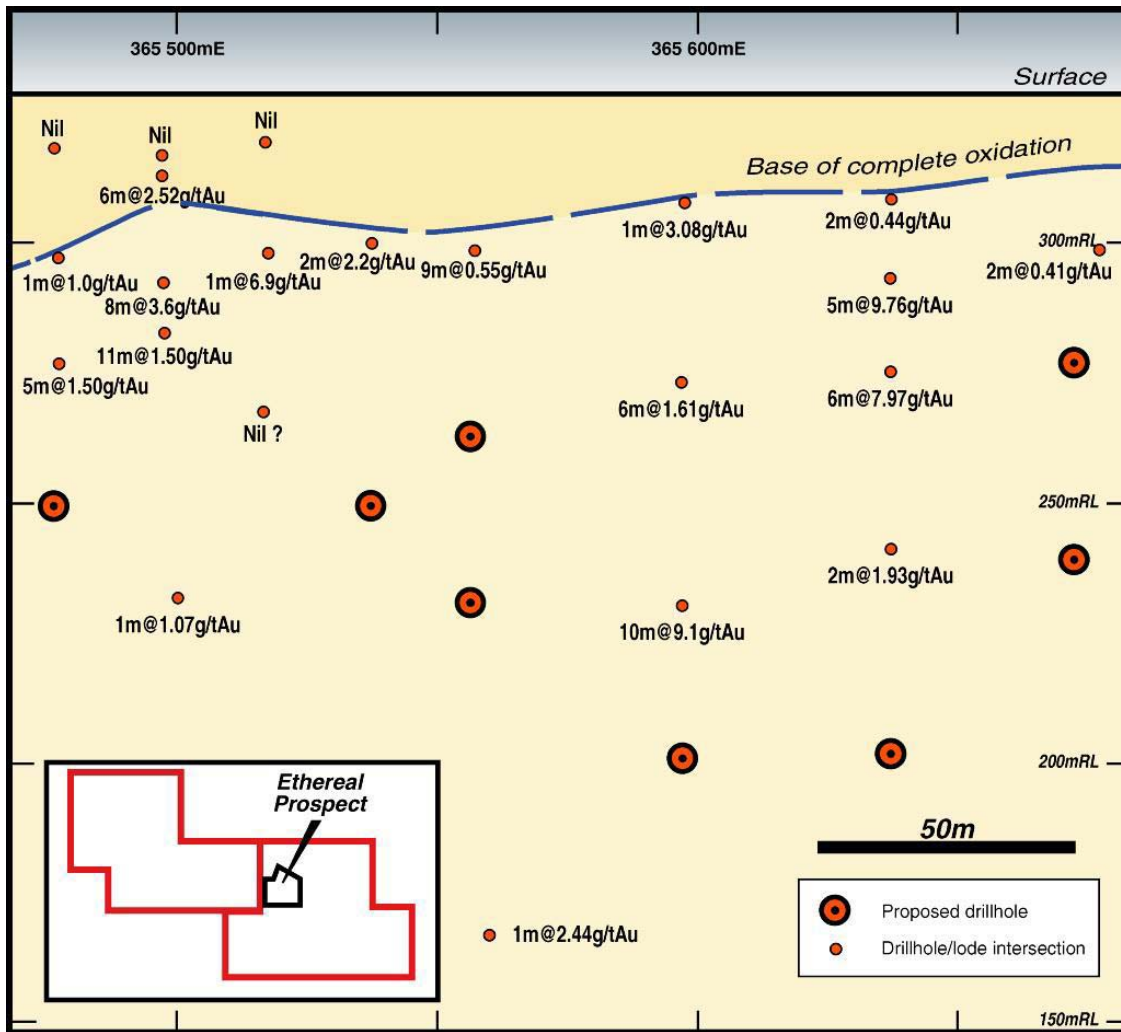 365 500mE
365 600mE
Surface
Nil
Nil
Nil
Base of complete oxidation
6m@2.52g/tAu
1m@3.08g/tAu
2m@0.44g/tAu
300mRL
1m@1.0g/tAu
8m@3.6g/tAu
1m@6.9g/tAu
2m@2.2g/tAu
9m@0.55g/tAu
2m@0.41g/tAu
5m@9.76g/tAu
11m@1.50g/tAu
5m@1.50g/tAu
6m@1.61g/tAu
6m@7.97g/tAu
Nil ?
250mRL
2m@1.93g/tAu
1m@1.07g/tAu
10m@9.1g/tAu
200mRL
Ethereal
Prospect
50m
Proposed drillhole
Drillhole/lode intersection
1m@2.44g/tAu
150mRL